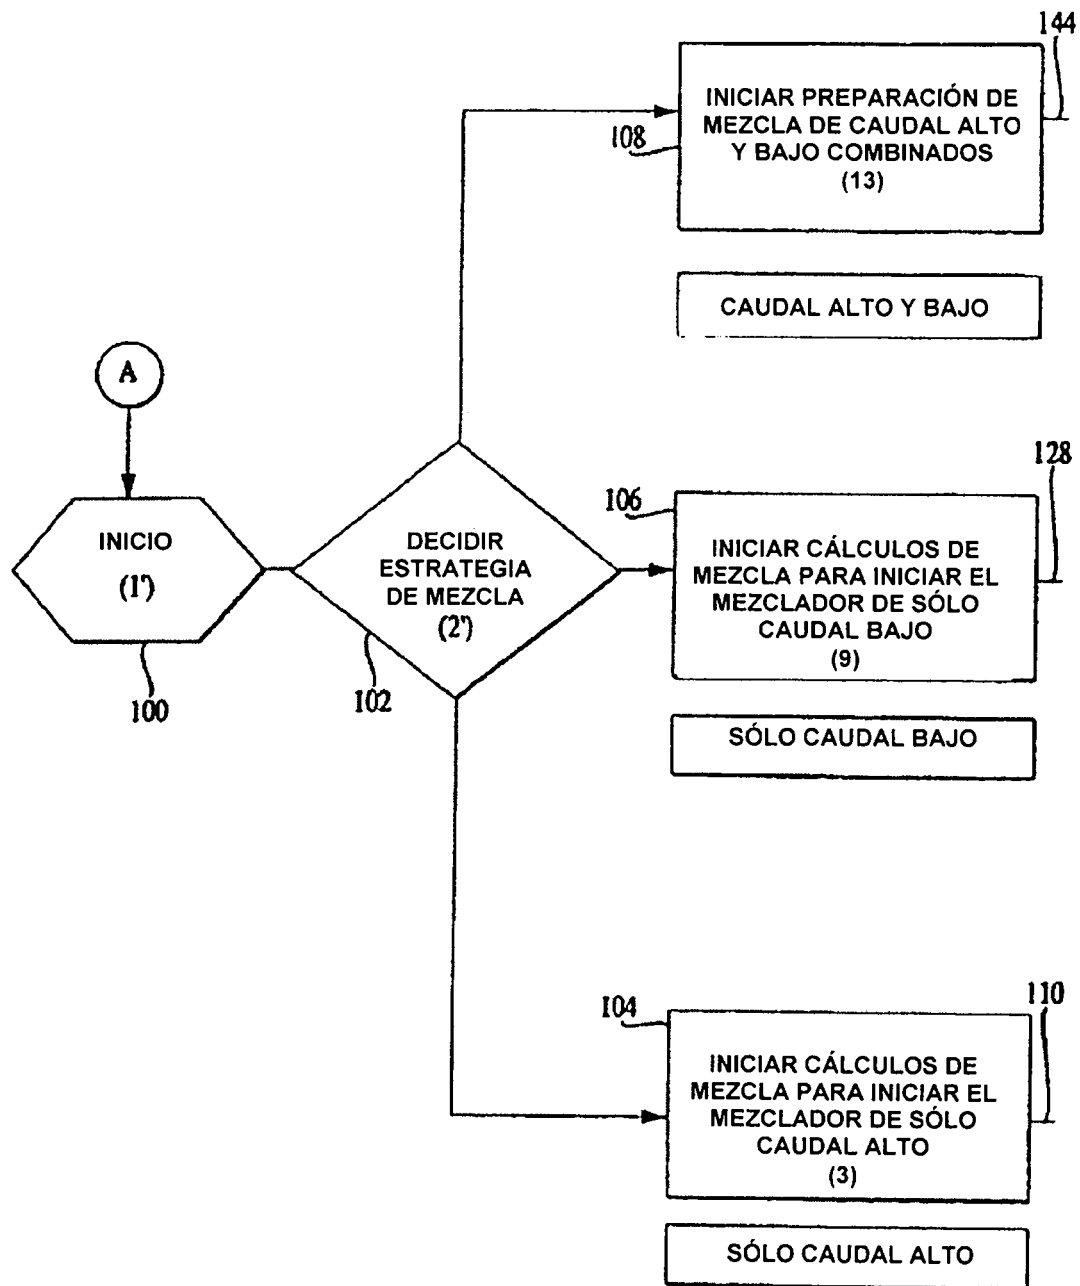 144
INICIAR PREPARACIÓN DE
MEZCLA DE CAUDAL ALTO
Y BAJO COMBINADOS
(13)
108
CAUDAL ALTO Y BAJO
A
INICIO
(1')
100
DECIDIR
ESTRATEGIA
DE MEZCLA
(2')
102
128
106
INICIAR CÁLCULOS DE
MEZCLA PARA INICIAR EL
MEZCLADOR DE SÓLO
CAUDAL BAJO
(9)
SÓLO CAUDAL BAJO
110
104
INICIAR CÁLCULOS DE
MEZCLA PARA INICIAR EL
MEZCLADOR DE SÓLO
CAUDAL ALTO
(3)
SÓLO CAUDAL ALTO